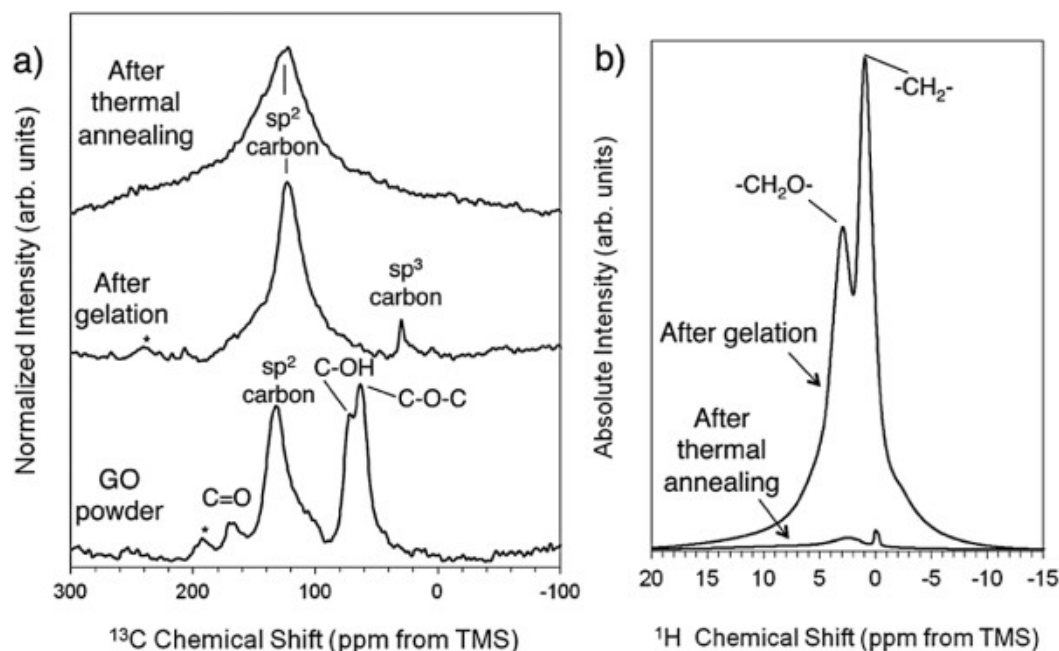 a)
After
thermal
annealing
sp²
carbon
After
gelation
*
sp³
carbon
GO
powder
*
C=O
sp²
carbon
C-OH
C-O-C
300
200
100
0
-100
Normalized Intensity (arb. units)
¹³C Chemical Shift (ppm from TMS)
b)
-CH₂-
-CH₂O-
After gelation
After
thermal
annealing
20
15
10
5
0
-5
-10
-15
Absolute Intensity (arb. units)
¹H Chemical Shift (ppm from TMS)